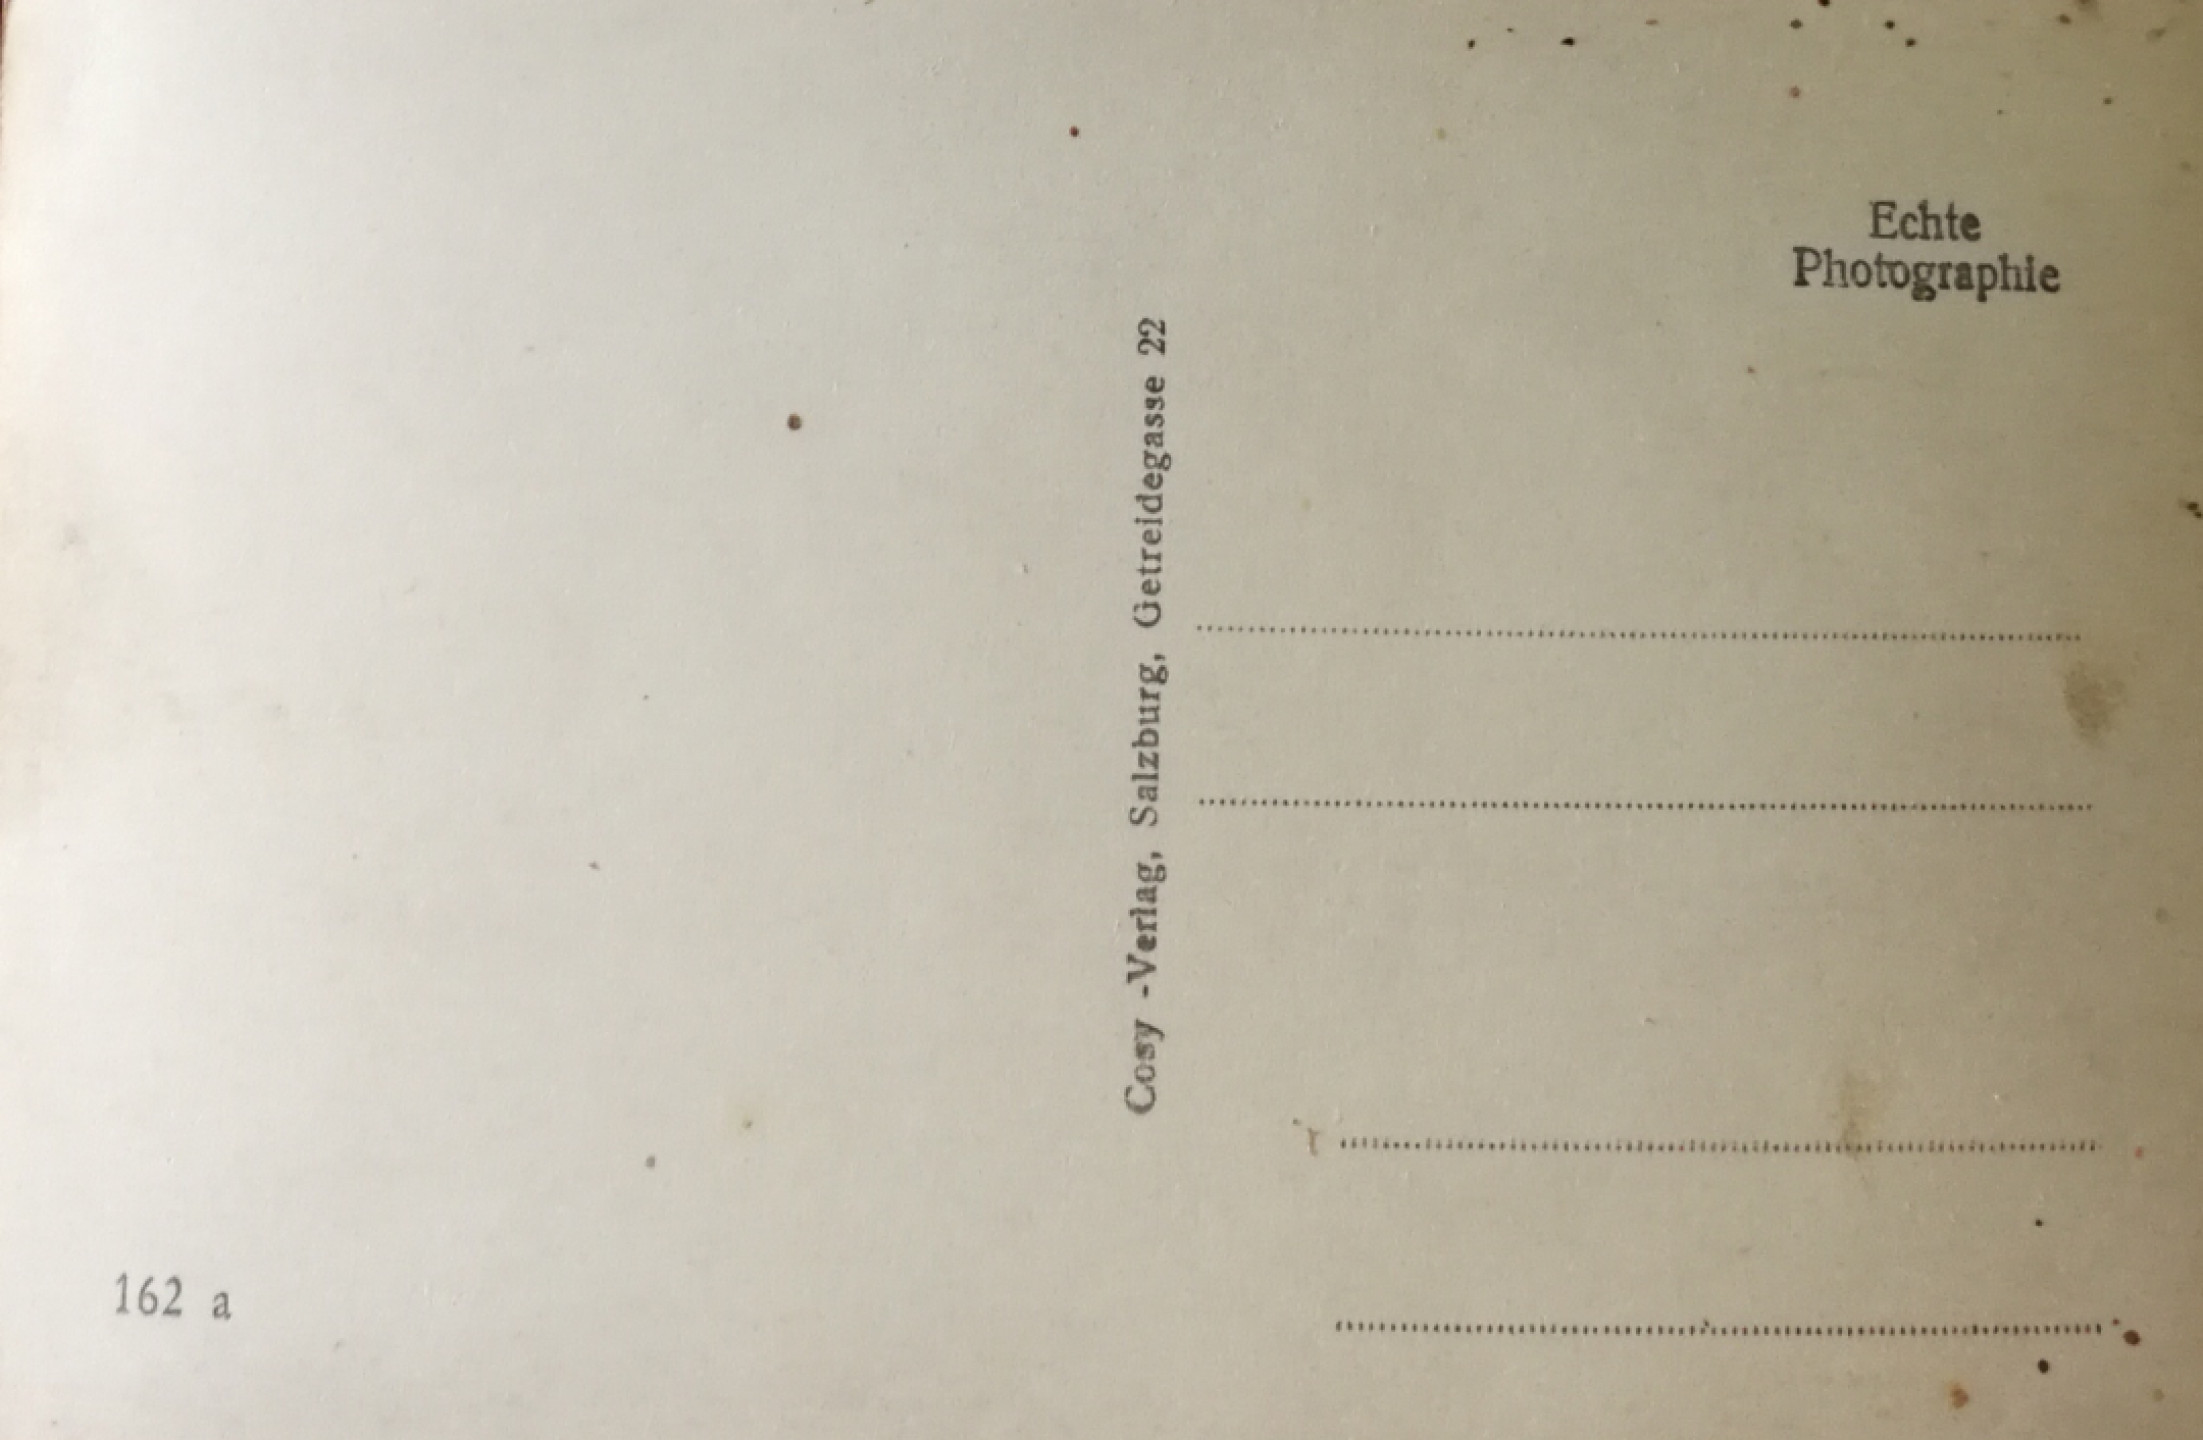 Echte
Photographie
Cosy -Verlag, Salzburg, Getreidegasse 22
162 a